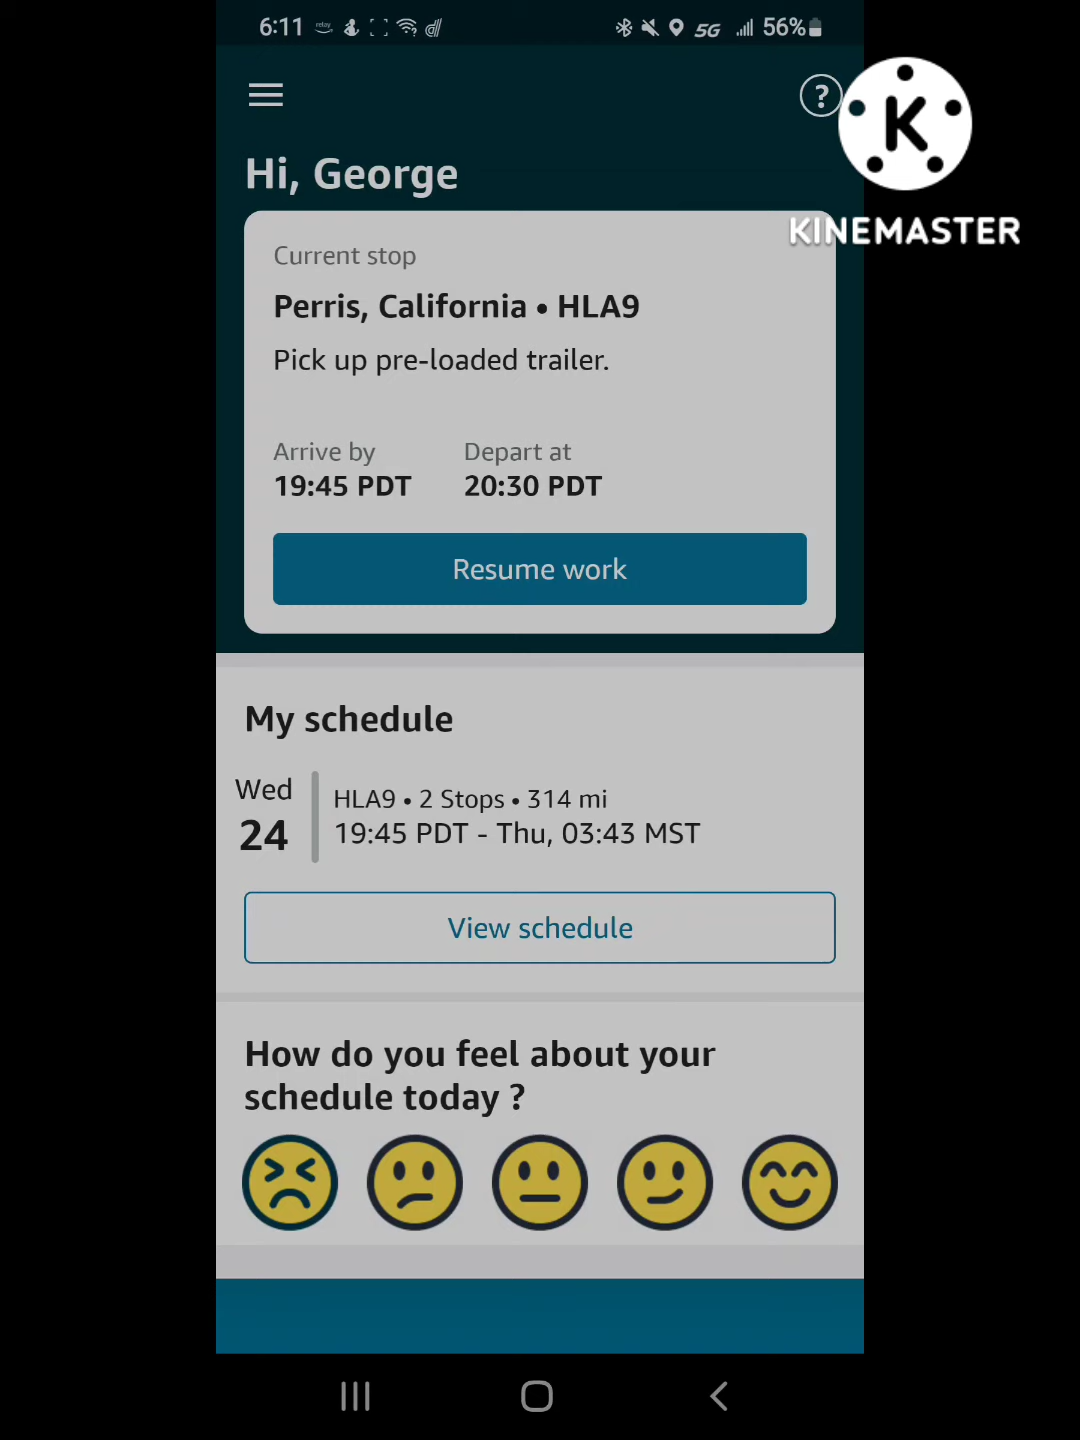 6:11 relay 5G 56%
?
K
KINEMASTER
Hi, George
Current stop
Perris, California • HLA9
Pick up pre-loaded trailer.
Arrive by Depart at
19:45 PDT 20:30 PDT
Resume work
My schedule
Wed
24
HLA9 • 2 Stops • 314 mi
19:45 PDT - Thu, 03:43 MST
View schedule
How do you feel about your
schedule today ?